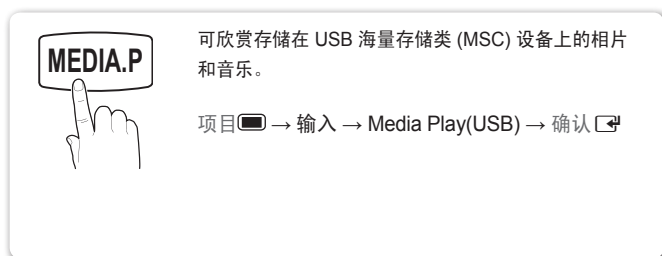 MEDIA.P
可欣赏存储在 USB 海量存储类 (MSC) 设备上的相片
和音乐。
项目 → 输入 → Media Play(USB) → 确认